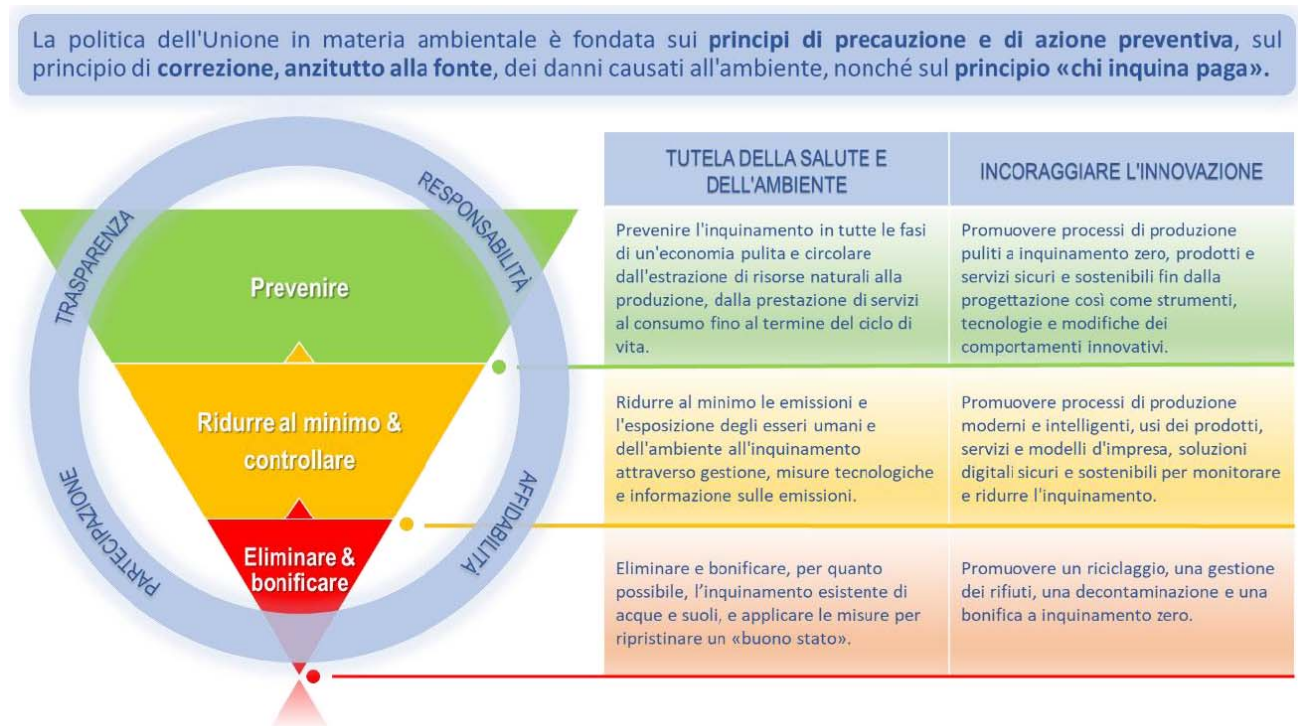 La politica dell'Unione in materia ambientale è fondata sui principi di precauzione e di azione preventiva, sul
principio di correzione, anzitutto alla fonte, dei danni causati all'ambiente, nonché sul principio «chi inquina paga».
TRASPARENZA
RESPONSABILITÀ
PARTECIPAZIONE
AFFIDABILITÀ
Prevenire
Ridurre al minimo &
controllare
Eliminare &
bonificare
TUTELA DELLA SALUTE E
DELL'AMBIENTE
INCORAGGIARE L'INNOVAZIONE
Prevenire l'inquinamento in tutte le fasi
di un'economia pulita e circolare
dall'estrazione di risorse naturali alla
produzione, dalla prestazione di servizi
al consumo fino al termine del ciclo di
vita.
Promuovere processi di produzione
puliti a inquinamento zero, prodotti e
servizi sicuri e sostenibili fin dalla
progettazione così come strumenti,
tecnologie e modifiche dei
comportamenti innovativi.
Ridurre al minimo le emissioni e
l'esposizione degli esseri umani e
dell'ambiente all'inquinamento
attraverso gestione, misure tecnologiche
e informazione sulle emissioni.
Promuovere processi di produzione
moderni e intelligenti, usi dei prodotti,
servizi e modelli d'impresa, soluzioni
digitali sicuri e sostenibili per monitorare
e ridurre l'inquinamento.
Eliminare e bonificare, per quanto
possibile, l'inquinamento esistente di
acque e suoli, e applicare le misure per
ripristinare un «buono stato».
Promuovere un riciclaggio, una gestione
dei rifiuti, una decontaminazione e una
bonifica a inquinamento zero.